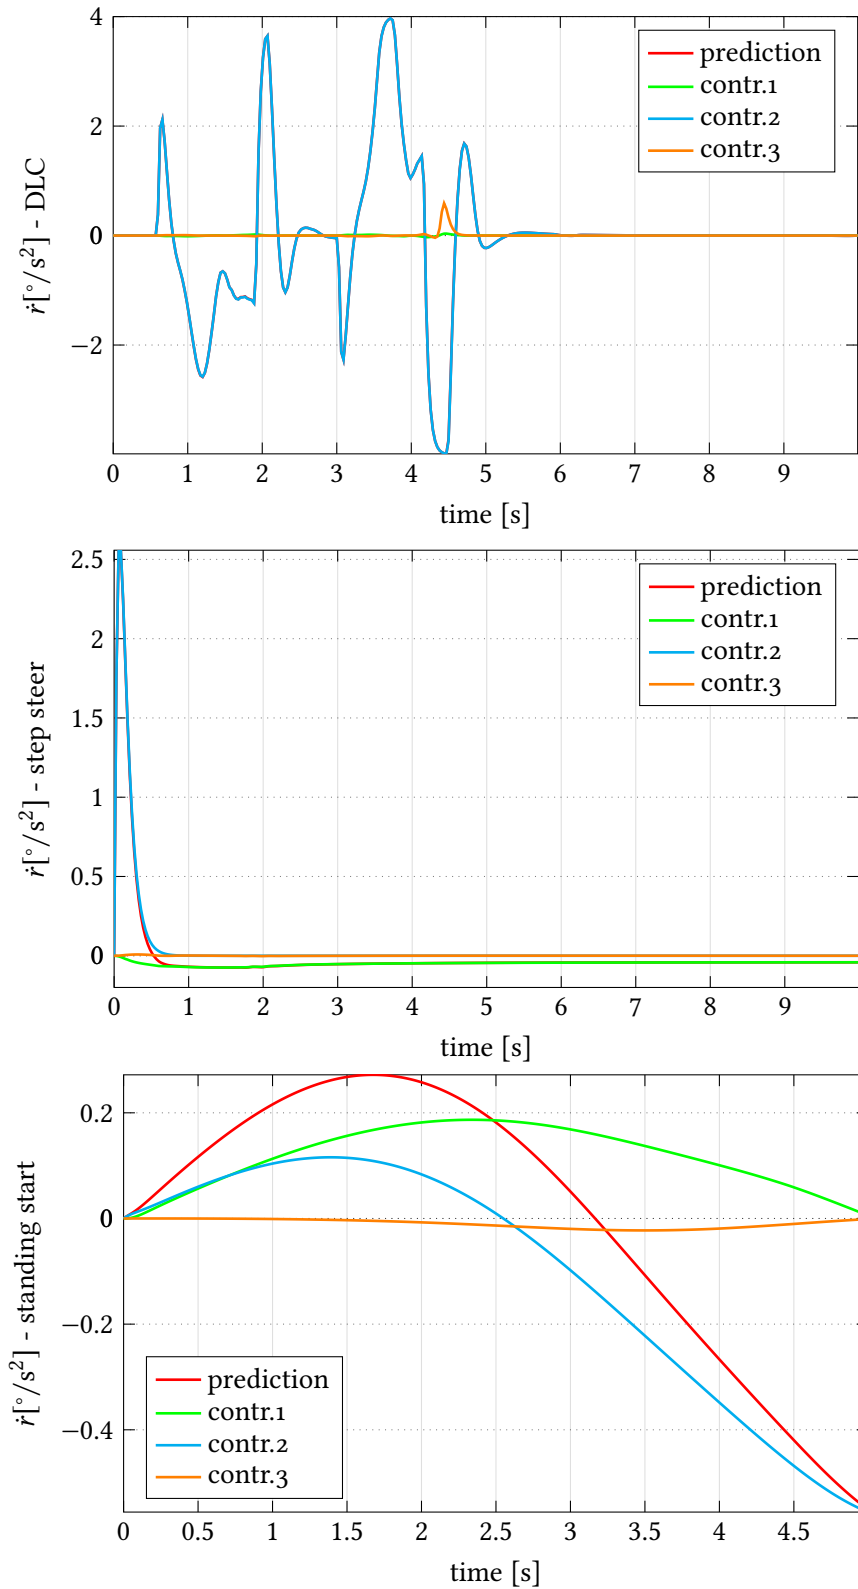 4
2
0
−2
ṙ[°/s²] - DLC
prediction
contr.1
contr.2
contr.3
0 1 2 3 4 5 6 7 8 9
time [s]
2.5
2
1.5
1
0.5
0
ṙ[°/s²] - step steer
prediction
contr.1
contr.2
contr.3
0 1 2 3 4 5 6 7 8 9
time [s]
0.2
0
−0.2
−0.4
ṙ[°/s²] - standing start
prediction
contr.1
contr.2
contr.3
0 0.5 1 1.5 2 2.5 3 3.5 4 4.5
time [s]